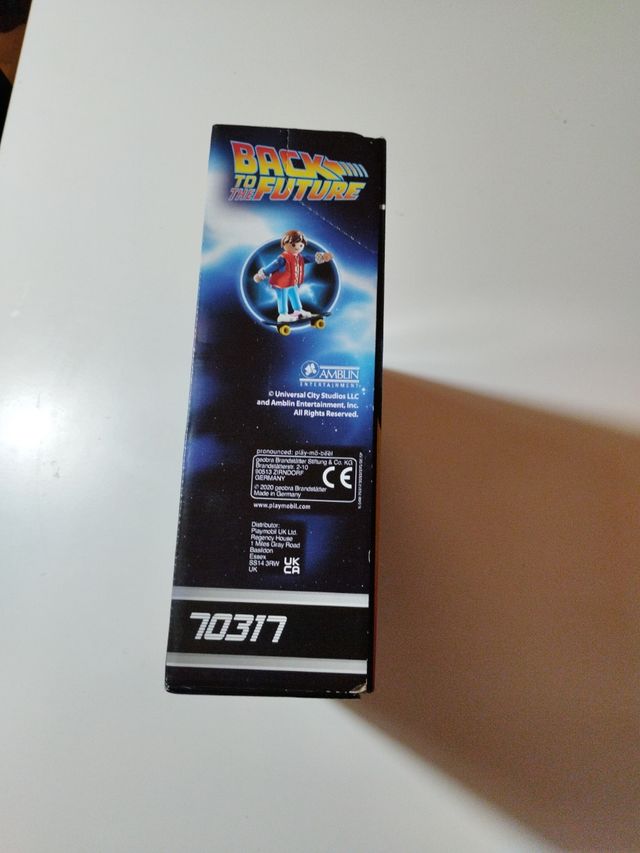 BACK
TO
THE FUTURE
AMBLIN
ENTERTAINMENT
© Universal City Studios LLC
and Amblin Entertainment, Inc.
All Rights Reserved.
pronounced: plāy-mō-bēēl
geobra Brandstätter Stiftung & Co. KG
Brandstätterstr. 2-10
90513 ZIRNDORF
GERMANY
© 2020 geobra Brandstätter
Made in Germany
CE
www.playmobil.com
Distributor:
Playmobil UK Ltd.
Regency House
1 Miles Gray Road
Basildon
Essex
SS14 3RW
UK
UK
CA
70317